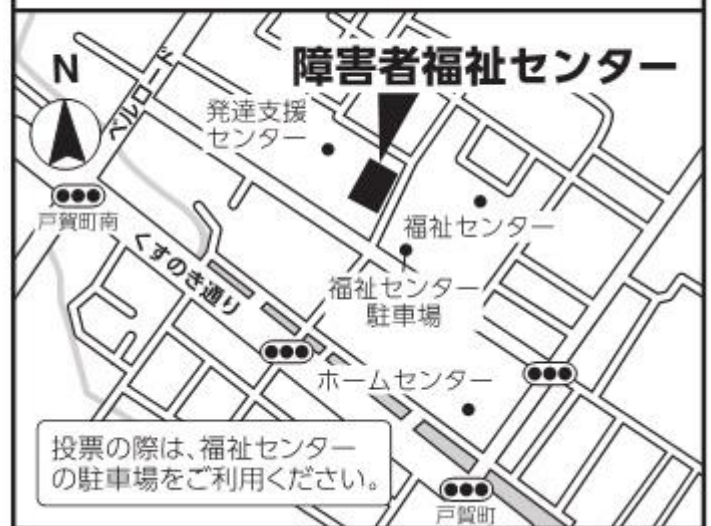 N
障害者福祉センター
ベルロード
発達支援
センター
戸賀町南
福祉センター
くすのき通り
福祉センター
駐車場
ホームセンター
投票の際は、福祉センター
の駐車場をご利用ください。
戸賀町